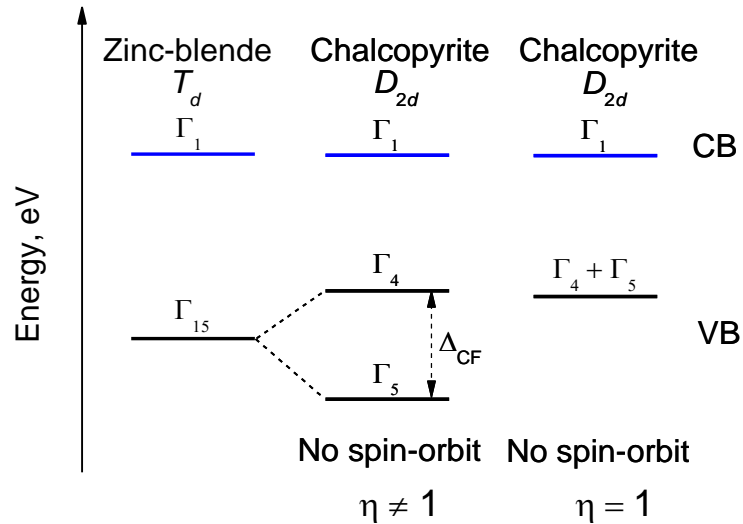 Zinc-blende Chalcopyrite Chalcopyrite
T_d D_2d D_2d
Γ_1 Γ_1 Γ_1 CB
Energy, eV
Γ_4 Γ_4 + Γ_5
Γ_15 VB
Δ_CF
Γ_5
No spin-orbit No spin-orbit
η ≠ 1 η = 1